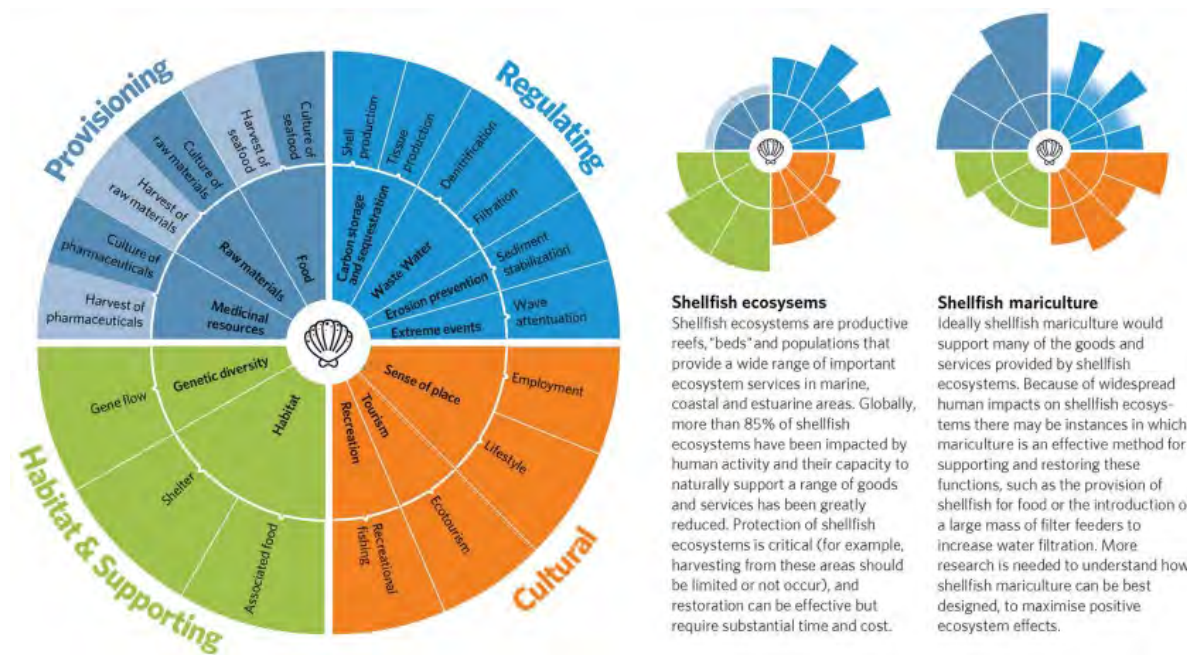 Provisioning
Regulating
Habitat & Supporting
Cultural
Harvest of
pharmaceuticals
Culture of
pharmaceuticals
Harvest of
raw materials
Culture of
raw materials
Harvest of
seafood
Culture of
seafood
Shell
production
Tissue
production
Denitrification
Filtration
Sediment
stabilization
Wave
attentuation
Medicinal
resources
Raw materials
Food
Carbon storage
and sequestration
Waste Water
Erosion prevention
Extreme events
Genetic diversity
Habitat
Recreation
Tourism
Sense of place
Gene flow
Shelter
Associated food
Recreational
fishing
Ecotourism
Lifestyle
Employment
Shellfish ecosysems
Shellfish ecosystems are productive
reefs, "beds" and populations that
provide a wide range of important
ecosystem services in marine,
coastal and estuarine areas. Globally,
more than 85% of shellfish
ecosystems have been impacted by
human activity and their capacity to
naturally support a range of goods
and services has been greatly
reduced. Protection of shellfish
ecosystems is critical (for example,
harvesting from these areas should
be limited or not occur), and
restoration can be effective but
require substantial time and cost.
Shellfish mariculture
Ideally shellfish mariculture would
support many of the goods and
services provided by shellfish
ecosystems. Because of widespread
human impacts on shellfish ecosys-
tems there may be instances in which
mariculture is an effective method for
supporting and restoring these
functions, such as the provision of
shellfish for food or the introduction o
a large mass of filter feeders to
increase water filtration. More
research is needed to understand how
shellfish mariculture can be best
designed, to maximise positive
ecosystem effects.